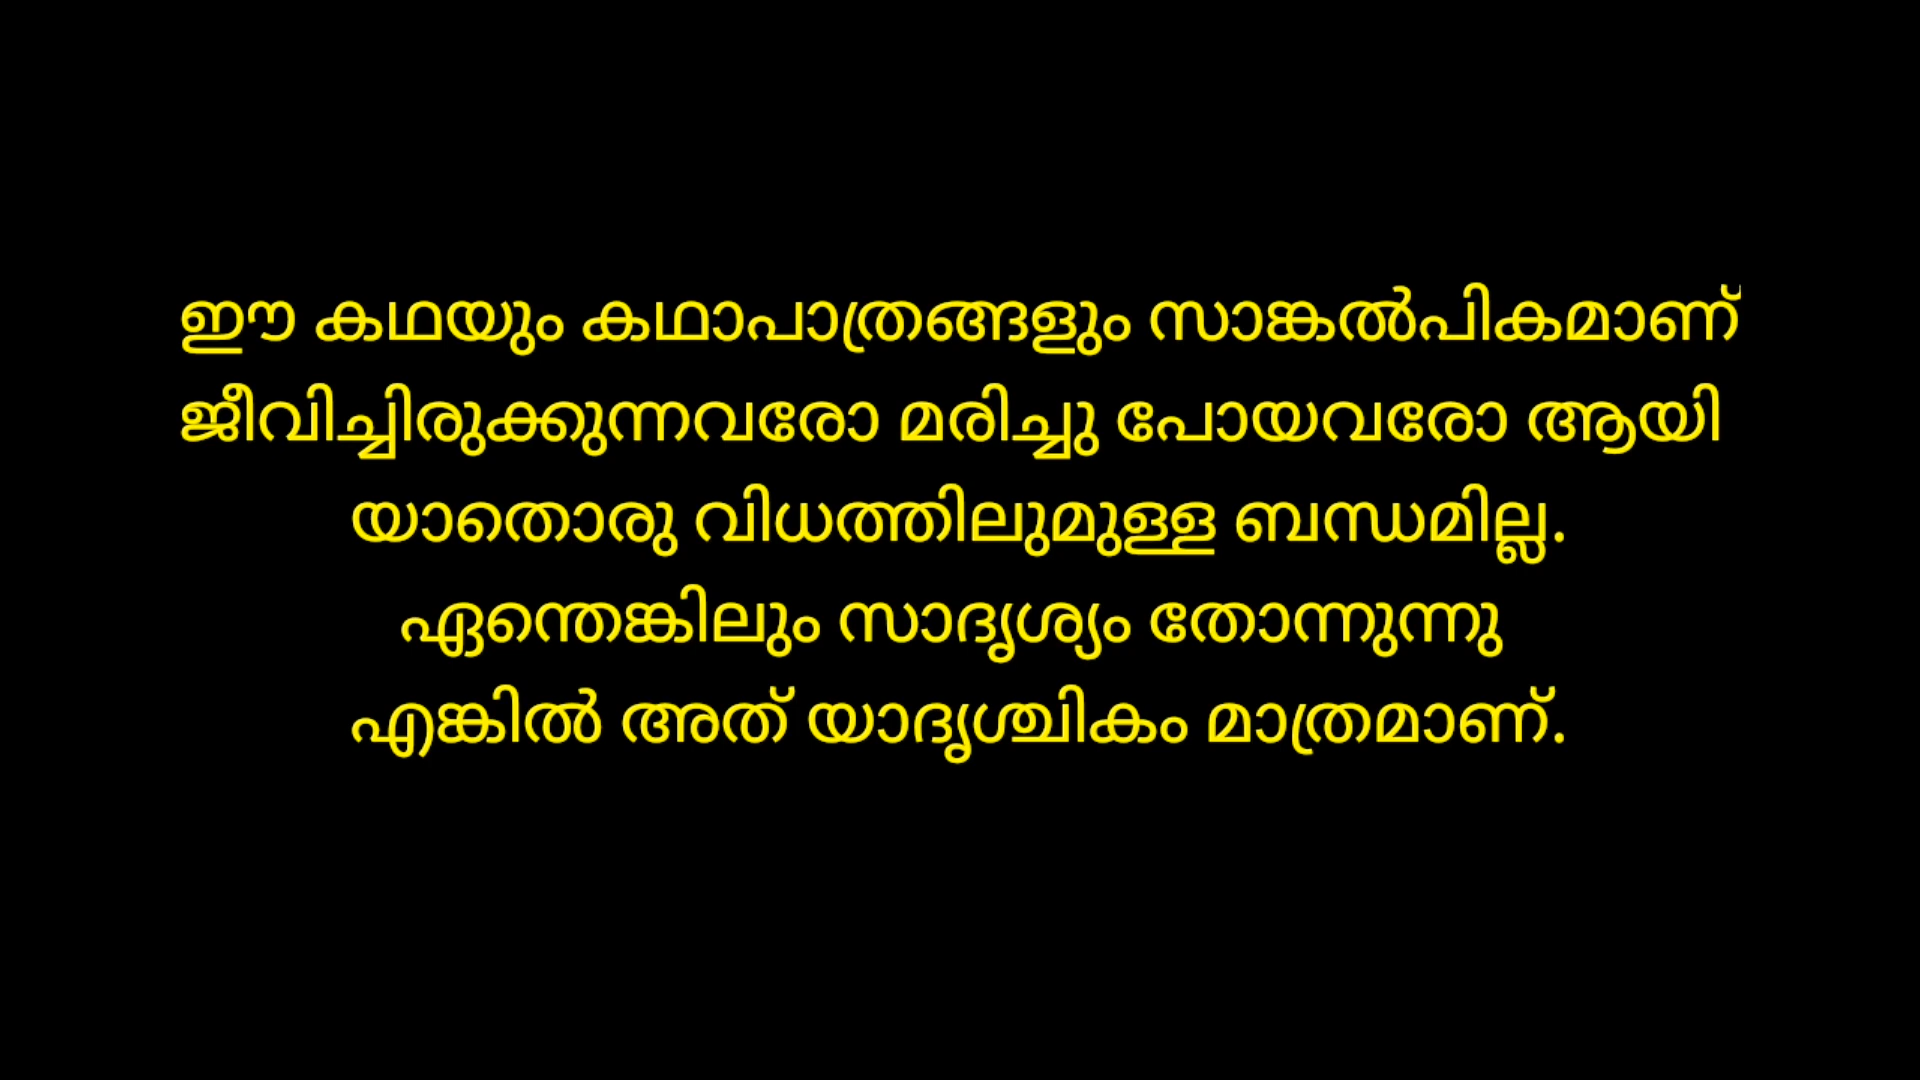 ഈ കഥയും കഥാപാത്രങ്ങളും സാങ്കൽപികമാണ്
ജീവിച്ചിരുക്കുന്നവരോ മരിച്ചു പോയവരോ ആയി
യാതൊരു വിധത്തിലുമുള്ള ബന്ധമില്ല.
ഏന്തെങ്കിലും സാദൃശ്യം തോന്നുന്നു
എങ്കിൽ അത് യാദൃശ്ചികം മാത്രമാണ്.